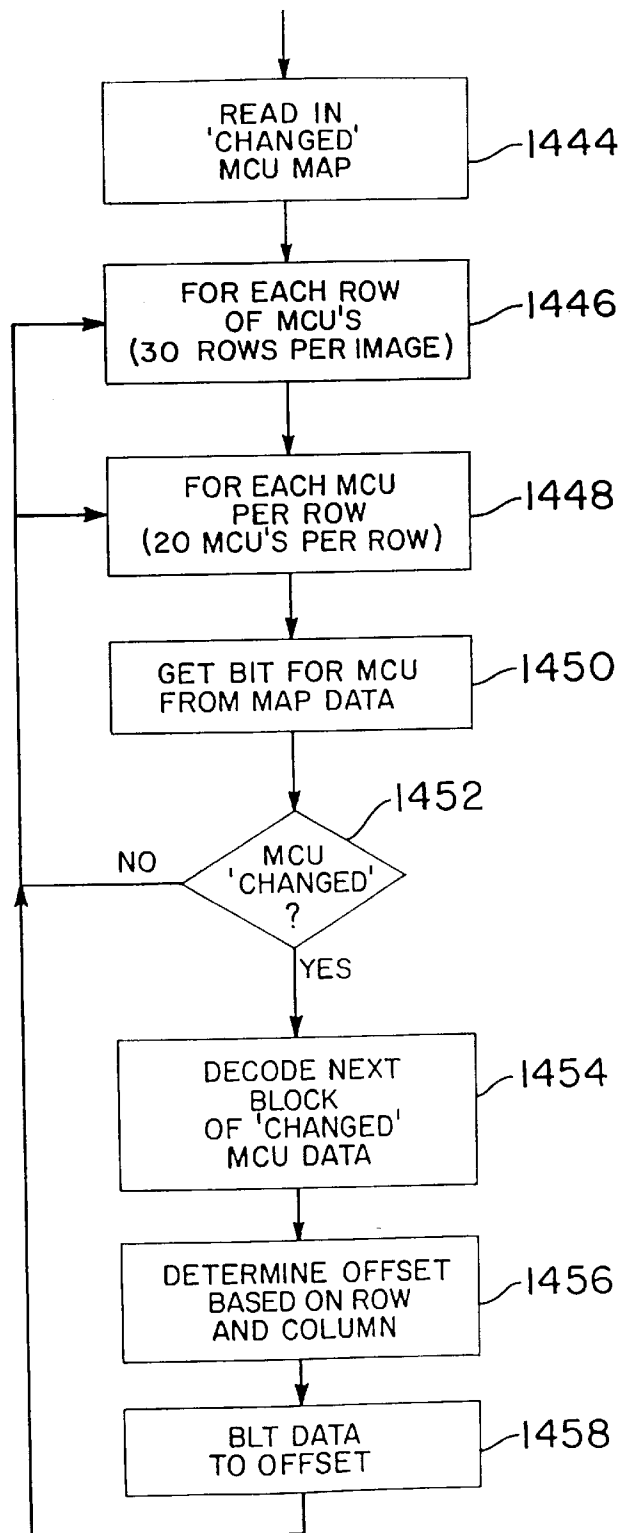 READ IN
'CHANGED'
MCU MAP
1444
FOR EACH ROW
OF MCU'S
(30 ROWS PER IMAGE)
1446
FOR EACH MCU
PER ROW
(20 MCU'S PER ROW)
1448
GET BIT FOR MCU
FROM MAP DATA
1450
1452
MCU
'CHANGED'
?
NO
YES
DECODE NEXT
BLOCK
OF 'CHANGED'
MCU DATA
1454
DETERMINE OFFSET
BASED ON ROW
AND COLUMN
1456
BLT DATA
TO OFFSET
1458